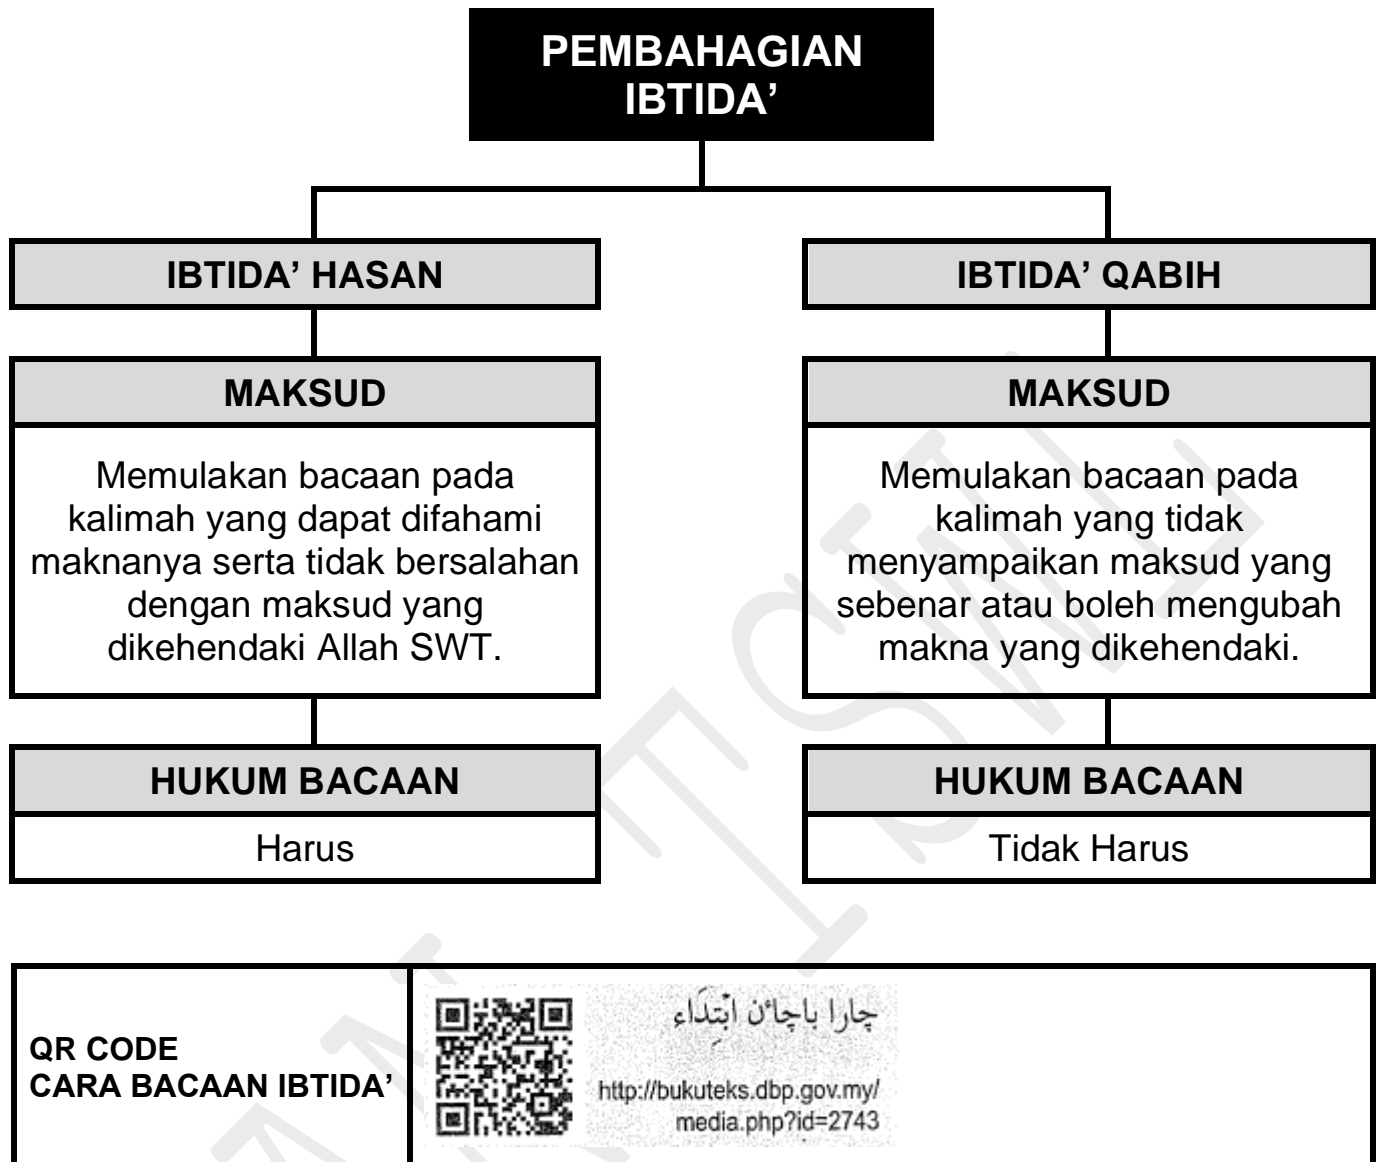 PEMBAHAGIAN
IBTIDA’
IBTIDA’ HASAN
MAKSUD
Memulakan bacaan pada
kalimah yang dapat difahami
maknanya serta tidak bersalahan
dengan maksud yang
dikehendaki Allah SWT.
HUKUM BACAAN
Harus
IBTIDA’ QABIH
MAKSUD
Memulakan bacaan pada
kalimah yang tidak
menyampaikan maksud yang
sebenar atau boleh mengubah
makna yang dikehendaki.
HUKUM BACAAN
Tidak Harus
QR CODE
CARA BACAAN IBTIDA’
چارا باچاءن ابْتِدَاء
http://bukuteks.dbp.gov.my/
media.php?id=2743